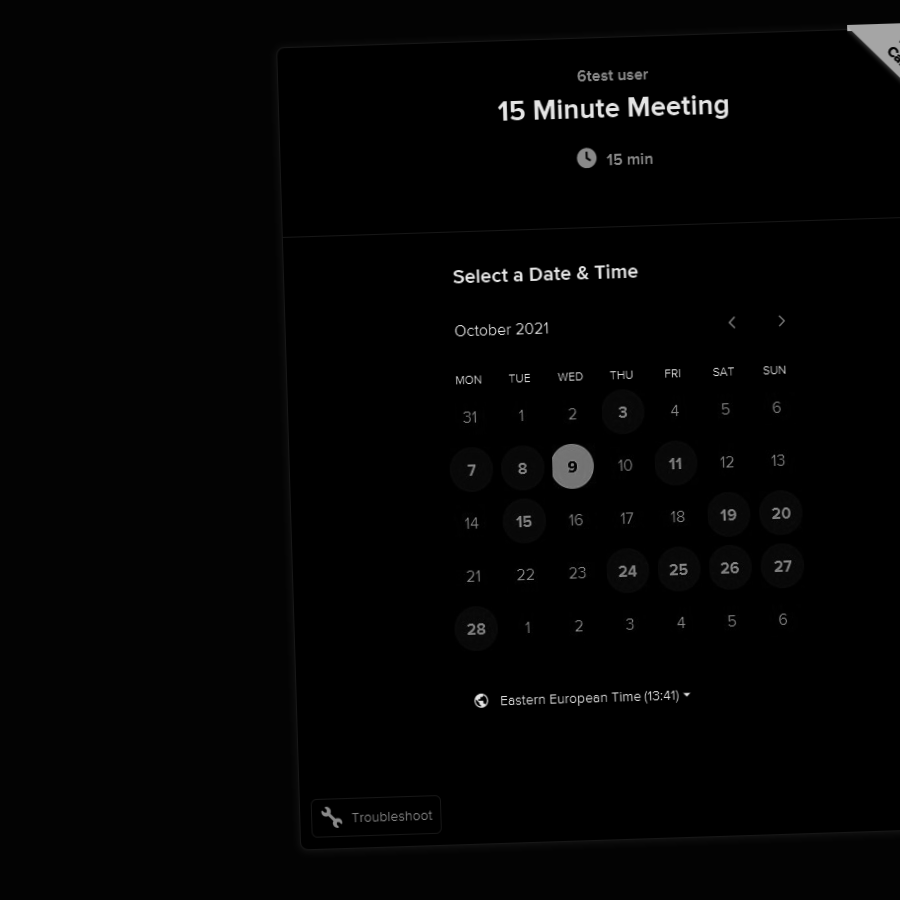 6test user
15 Minute Meeting
15 min
Select a Date & Time
October 2021
MON TUE WED THU FRI SAT SUN
31 1 2 3 4 5 6
7 8 9 10 11 12 13
14 15 16 17 18 19 20
21 22 23 24 25 26 27
28 1 2 3 4 5 6
Eastern European Time (13:41)
Troubleshoot